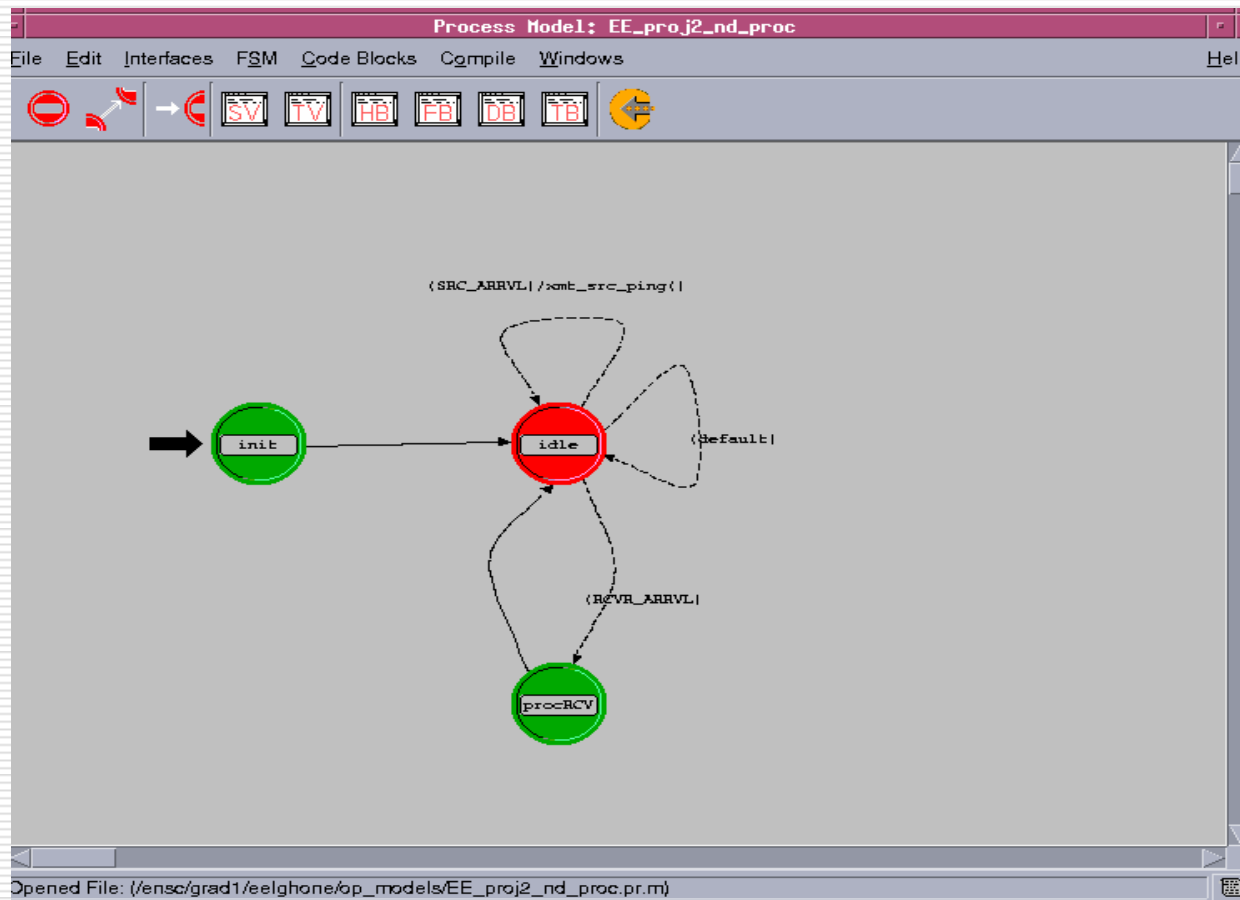 Process Model: EE_proj2_nd_proc
File Edit Interfaces FSM Code Blocks Compile Windows Hel
SV TV HB FB DB TB
(SRC_ARRVL)/xmt_src_ping()
init
idle
(default)
(RCVR_ARRVL)
procRCV
Opened File: (/ensc/grad1/eelghone/op_models/EE_proj2_nd_proc.pr.m)